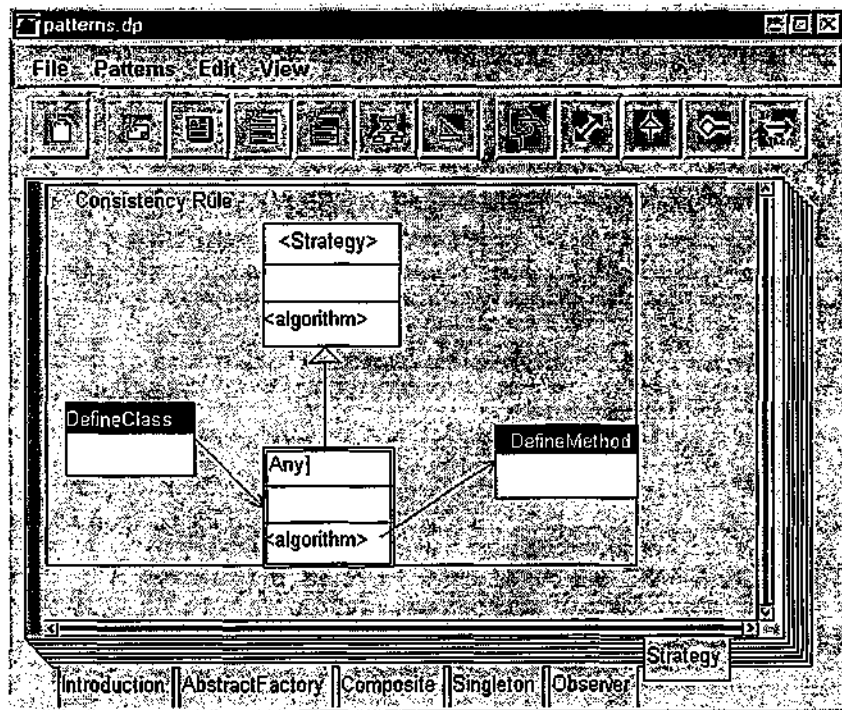 patterns.dp
File Patterns Edit View
Consistency Rule
<Strategy>
<algorithm>
DefineClass
DefineMethod
Any]
<algorithm>
Strategy
Introduction AbstractFactory Composite Singleton Observer